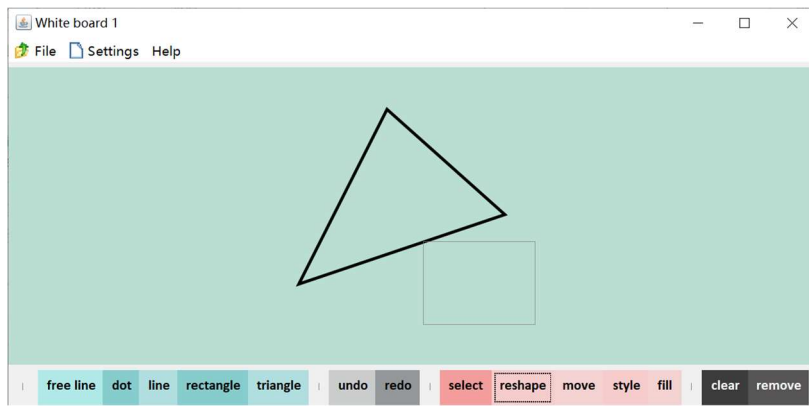 White board 1
File Settings Help
free line dot line rectangle triangle undo redo select reshape move style fill clear remove